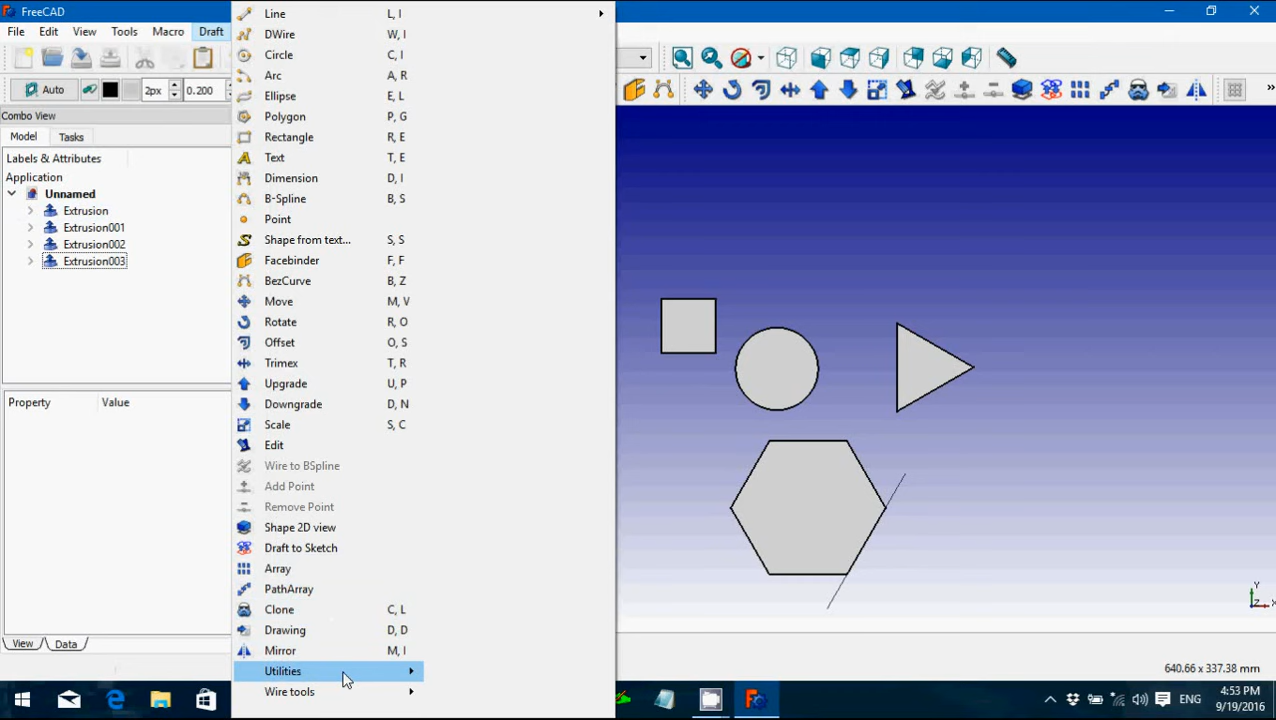 FreeCAD
File Edit View Tools Macro Draft
Auto 2px 0.200
»
Combo View
Model Tasks
Labels & Attributes
Application
Unnamed
Extrusion
Extrusion001
Extrusion002
Extrusion003
Property Value
View Data
Line L, I
DWire W, I
Circle C, I
Arc A, R
Ellipse E, L
Polygon P, G
Rectangle R, E
Text T, E
Dimension D, I
B-Spline B, S
Point
Shape from text... S, S
Facebinder F, F
BezCurve B, Z
Move M, V
Rotate R, O
Offset O, S
Trimex T, R
Upgrade U, P
Downgrade D, N
Scale S, C
Edit
Wire to BSpline
Add Point
Remove Point
Shape 2D view
Draft to Sketch
Array
PathArray
Clone C, L
Drawing D, D
Mirror M, I
Utilities
Wire tools
Y
Z X
640.66 x 337.38 mm
ENG
4:53 PM
9/19/2016